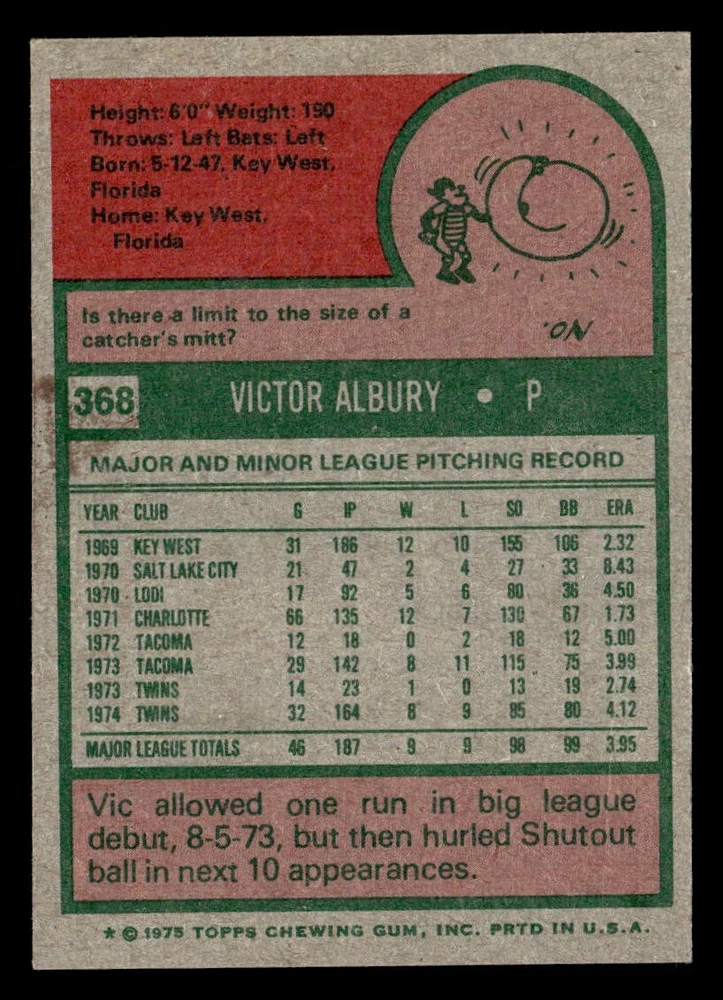 Height: 6'0" Weight: 190
Throws: Left Bats: Left
Born: 5-12-47, Key West,
Florida
Home: Key West,
Florida
Is there a limit to the size of a
catcher's mitt?
NO.
368 VICTOR ALBURY • P
MAJOR AND MINOR LEAGUE PITCHING RECORD
YEAR CLUB G IP W L SO BB ERA
1969 KEY WEST 31 186 12 10 155 106 2.32
1970 SALT LAKE CITY 21 47 2 4 27 33 8.43
1970 LODI 17 92 5 6 80 36 4.50
1971 CHARLOTTE 66 135 12 7 130 67 1.73
1972 TACOMA 12 18 0 2 18 12 5.00
1973 TACOMA 29 142 8 11 115 75 3.99
1973 TWINS 14 23 1 0 13 19 2.74
1974 TWINS 32 164 8 9 85 80 4.12
MAJOR LEAGUE TOTALS 46 187 9 9 98 99 3.95
Vic allowed one run in big league
debut, 8-5-73, but then hurled Shutout
ball in next 10 appearances.
* © 1975 TOPPS CHEWING GUM, INC. PRTD IN U.S.A.